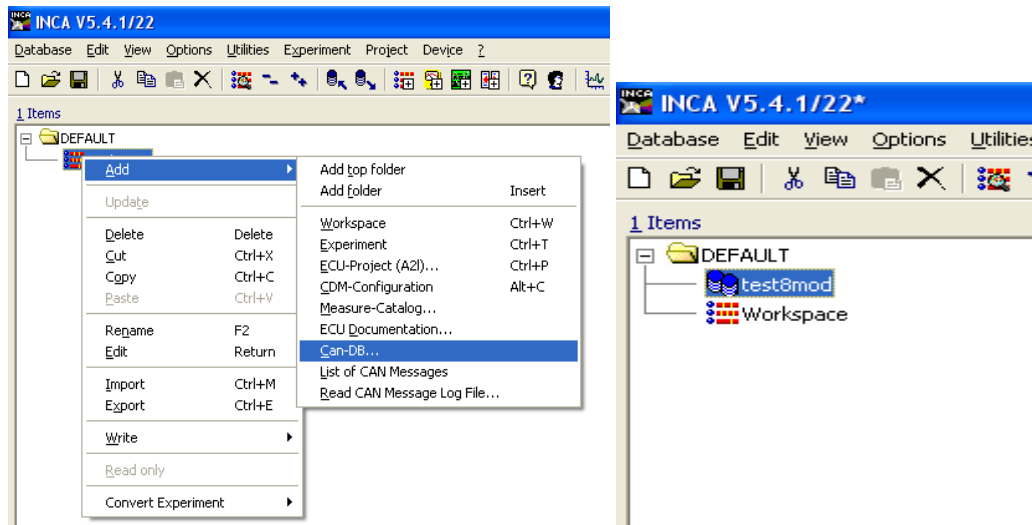 INCA V5.4.1/22
Database Edit View Options Utilities Experiment Project Device ?
1 Items
DEFAULT
Add
Update
Delete Delete
Cut Ctrl+X
Copy Ctrl+C
Paste Ctrl+V
Rename F2
Edit Return
Import Ctrl+M
Export Ctrl+E
Write
Read only
Convert Experiment
Add top folder
Add folder Insert
Workspace Ctrl+W
Experiment Ctrl+T
ECU-Project (A2l)... Ctrl+P
CDM-Configuration Alt+C
Measure-Catalog...
ECU Documentation...
Can-DB...
List of CAN Messages
Read CAN Message Log File...
INCA V5.4.1/22*
Database Edit View Options Utilities
1 Items
DEFAULT
test8mod
Workspace